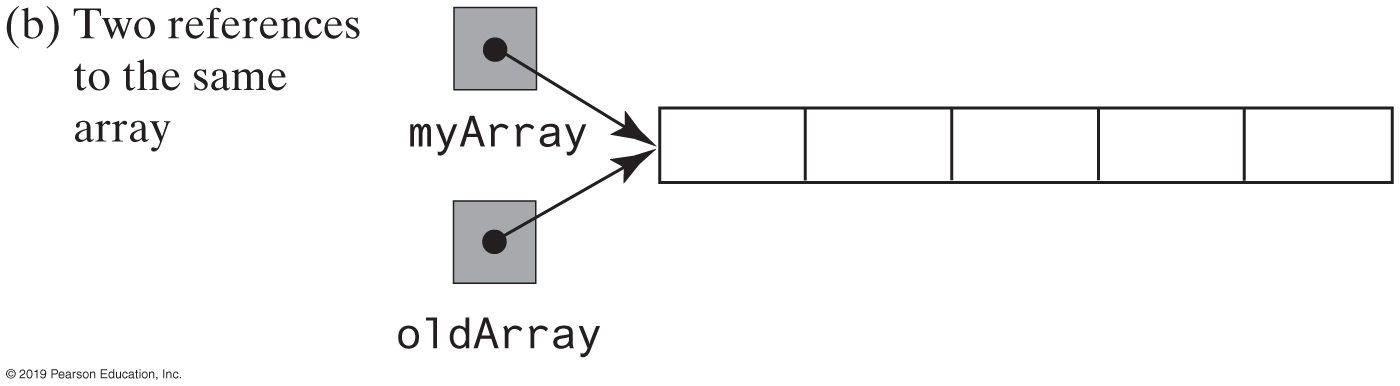 (b) Two references
to the same
array
myArray
oldArray
© 2019 Pearson Education, Inc.